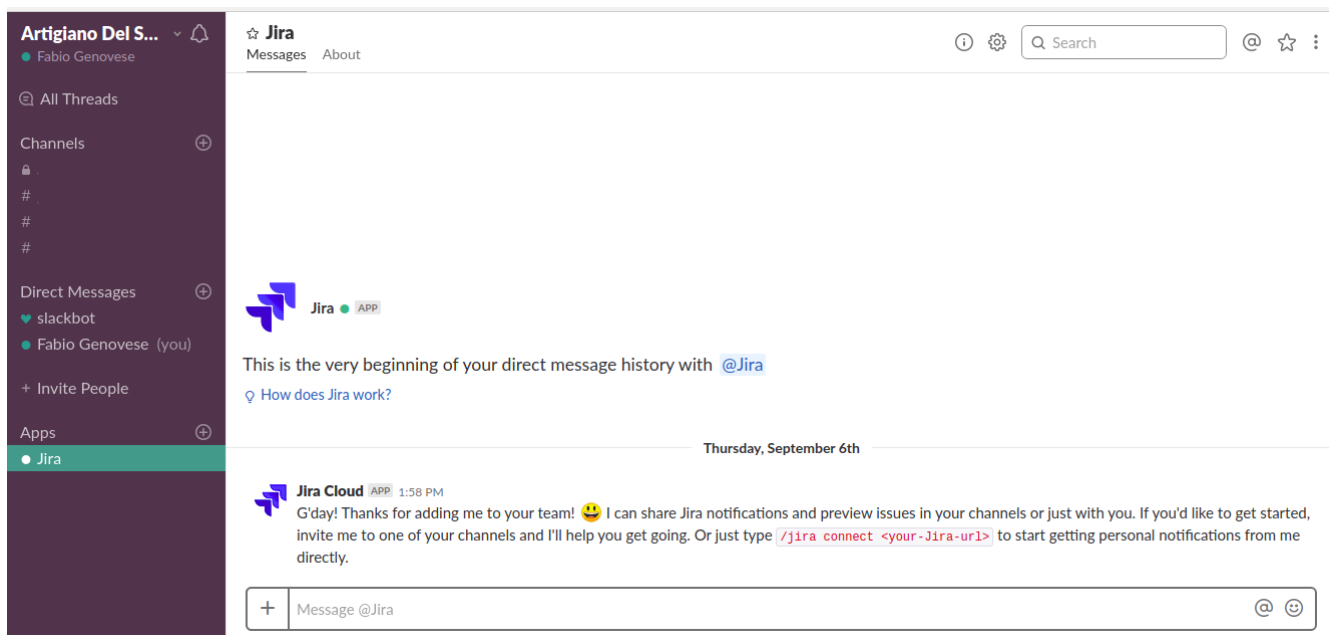 Artigiano Del S...
Fabio Genovese
All Threads
Channels
#
#
#
Direct Messages
slackbot
Fabio Genovese (you)
+ Invite People
Apps
Jira
Jira
Messages About
Search
Jira APP
This is the very beginning of your direct message history with @Jira
How does Jira work?
Thursday, September 6th
Jira Cloud APP 1:58 PM
G'day! Thanks for adding me to your team! 😃 I can share Jira notifications and preview issues in your channels or just with you. If you'd like to get started,
invite me to one of your channels and I'll help you get going. Or just type /jira connect <your-Jira-url> to start getting personal notifications from me
directly.
Message @Jira